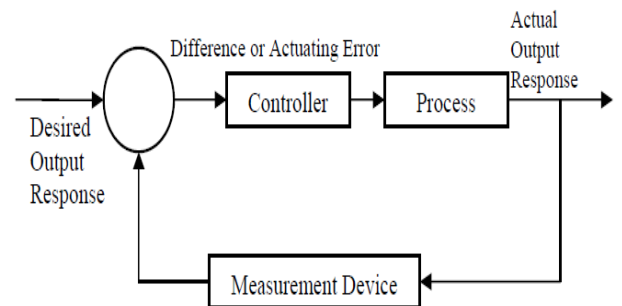 Difference or Actuating Error
Actual
Output
Response
Controller
Process
Desired
Output
Response
Measurement Device